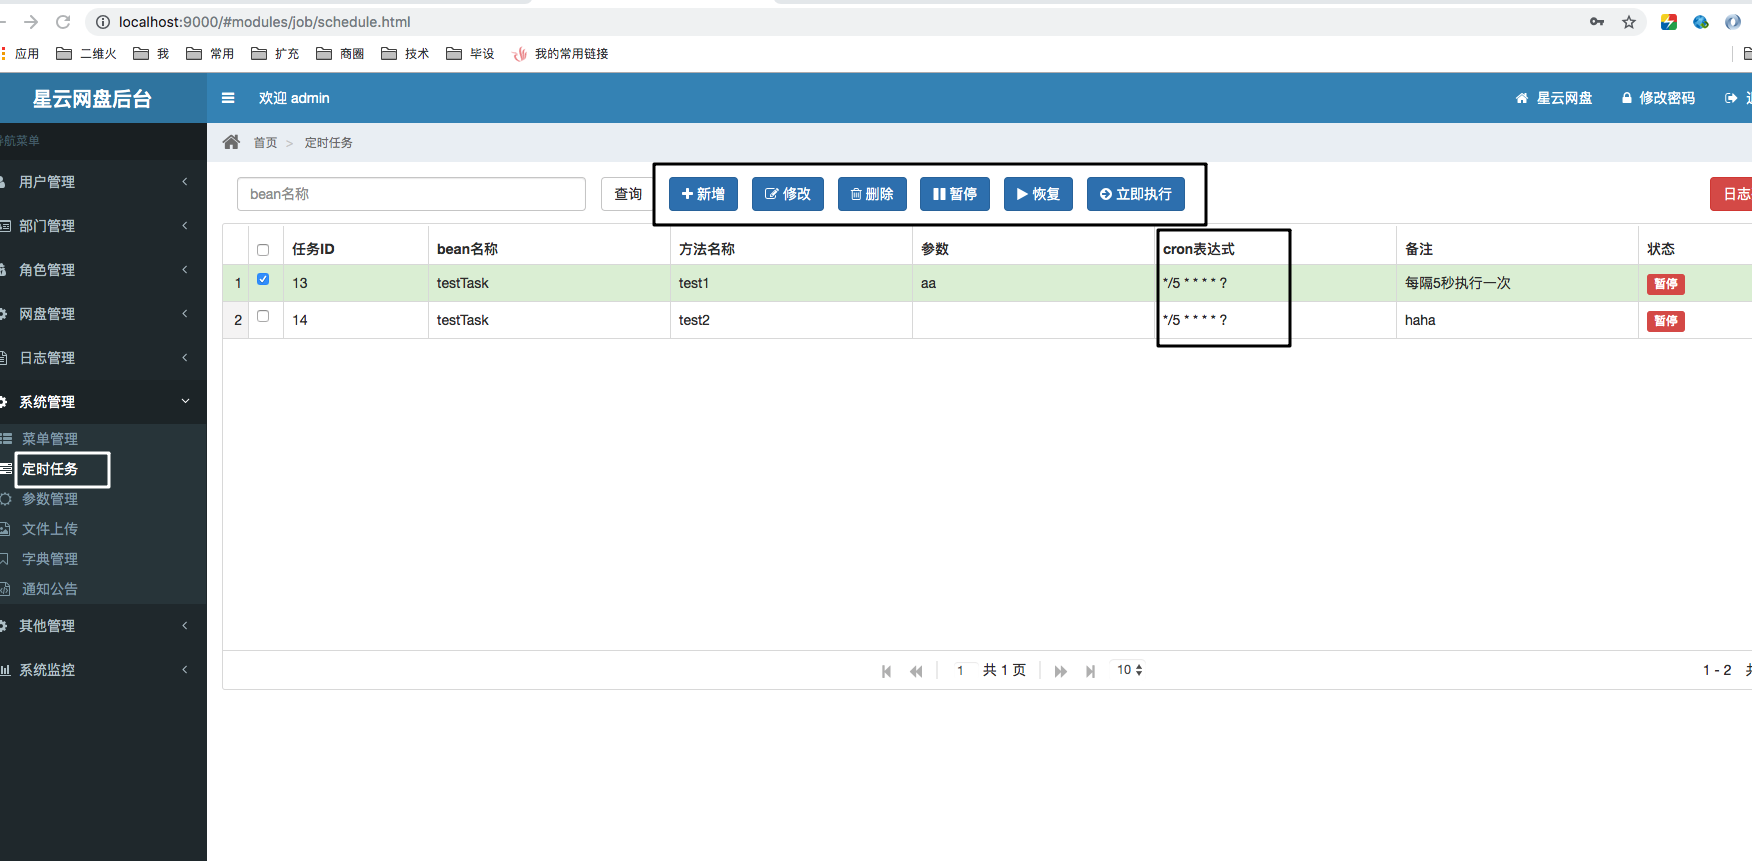 localhost:9000/#modules/job/schedule.html
应用 二维火 我 常用 扩充 商圈 技术 毕设 我的常用链接
星云网盘后台 欢迎 admin 星云网盘 修改密码
航菜单 首页 > 定时任务
用户管理
bean名称 查询 新增 修改 删除 暂停 恢复 立即执行 日志
部门管理
任务ID bean名称 方法名称 参数 cron表达式 备注 状态
角色管理
1 13 testTask test1 aa */5 * * * * ? 每隔5秒执行一次 暂停
网盘管理
2 14 testTask test2 */5 * * * * ? haha 暂停
日志管理
系统管理
菜单管理
定时任务
参数管理
文件上传
字典管理
通知公告
其他管理
系统监控
1 共 1 页 10 1 - 2